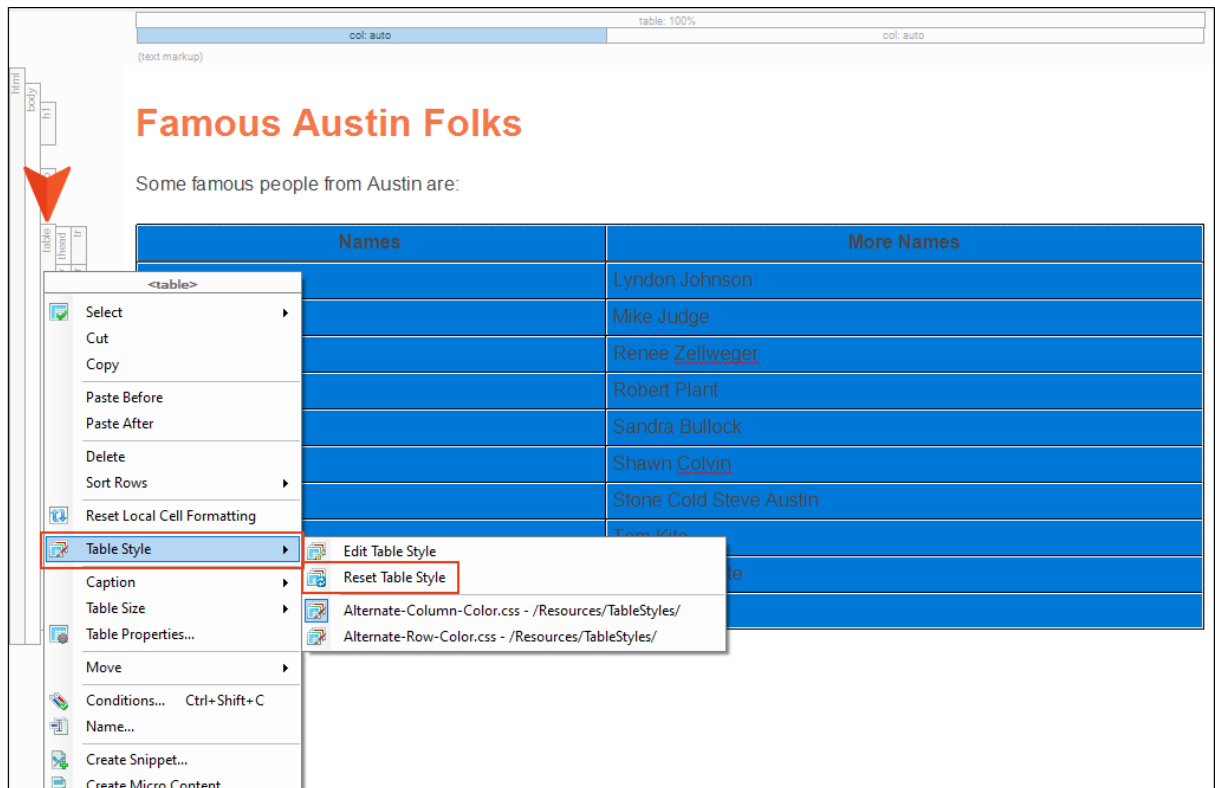 table: 100%
col: auto col: auto
(text markup)
html
body
h1
Famous Austin Folks
Some famous people from Austin are:
table
thead
tr
Names More Names
Lyndon Johnson
Mike Judge
Renee Zellweger
Robert Plant
Sandra Bullock
Shawn Colvin
Stone Cold Steve Austin
Tom Kite
<table>
Select
Cut
Copy
Paste Before
Paste After
Delete
Sort Rows
Reset Local Cell Formatting
Table Style
Caption
Table Size
Table Properties...
Move
Conditions... Ctrl+Shift+C
Name...
Create Snippet...
Create Micro Content
Edit Table Style
Reset Table Style
Alternate-Column-Color.css - /Resources/TableStyles/
Alternate-Row-Color.css - /Resources/TableStyles/